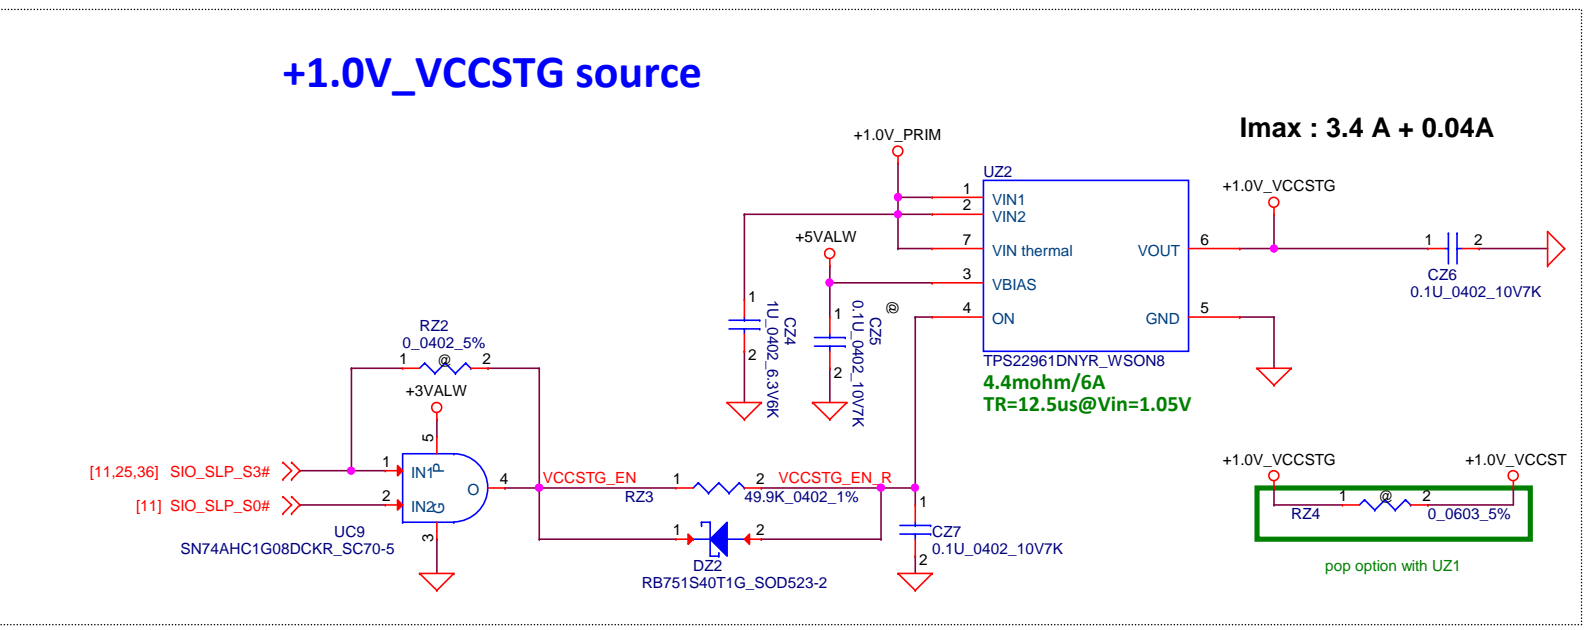 +1.0V_VCCSTG source
Imax : 3.4 A + 0.04A
+1.0V_PRIM
UZ2
1
VIN1
2
VIN2
7
VIN thermal
3
VBIAS
4
ON
VOUT
6
GND
5
TPS22961DNYR_WSON8
4.4mohm/6A
TR=12.5us@Vin=1.05V
+1.0V_VCCSTG
1
2
CZ6
0.1U_0402_10V7K
+5VALW
1
2
CZ4
1U_0402_6.3V6K
1
2
CZ5
0.1U_0402_10V7K
@
RZ2
0_0402_5%
1
@
2
+3VALW
5
[11,25,36] SIO_SLP_S3#
1
IN1
P
[11] SIO_SLP_S0#
2
IN2
G
O
4
3
UC9
SN74AHC1G08DCKR_SC70-5
VCCSTG_EN
RZ3
1
2
49.9K_0402_1%
VCCSTG_EN_R
1
2
DZ2
RB751S40T1G_SOD523-2
1
CZ7
0.1U_0402_10V7K
2
+1.0V_VCCSTG
+1.0V_VCCST
1
@
2
RZ4
0_0603_5%
pop option with UZ1